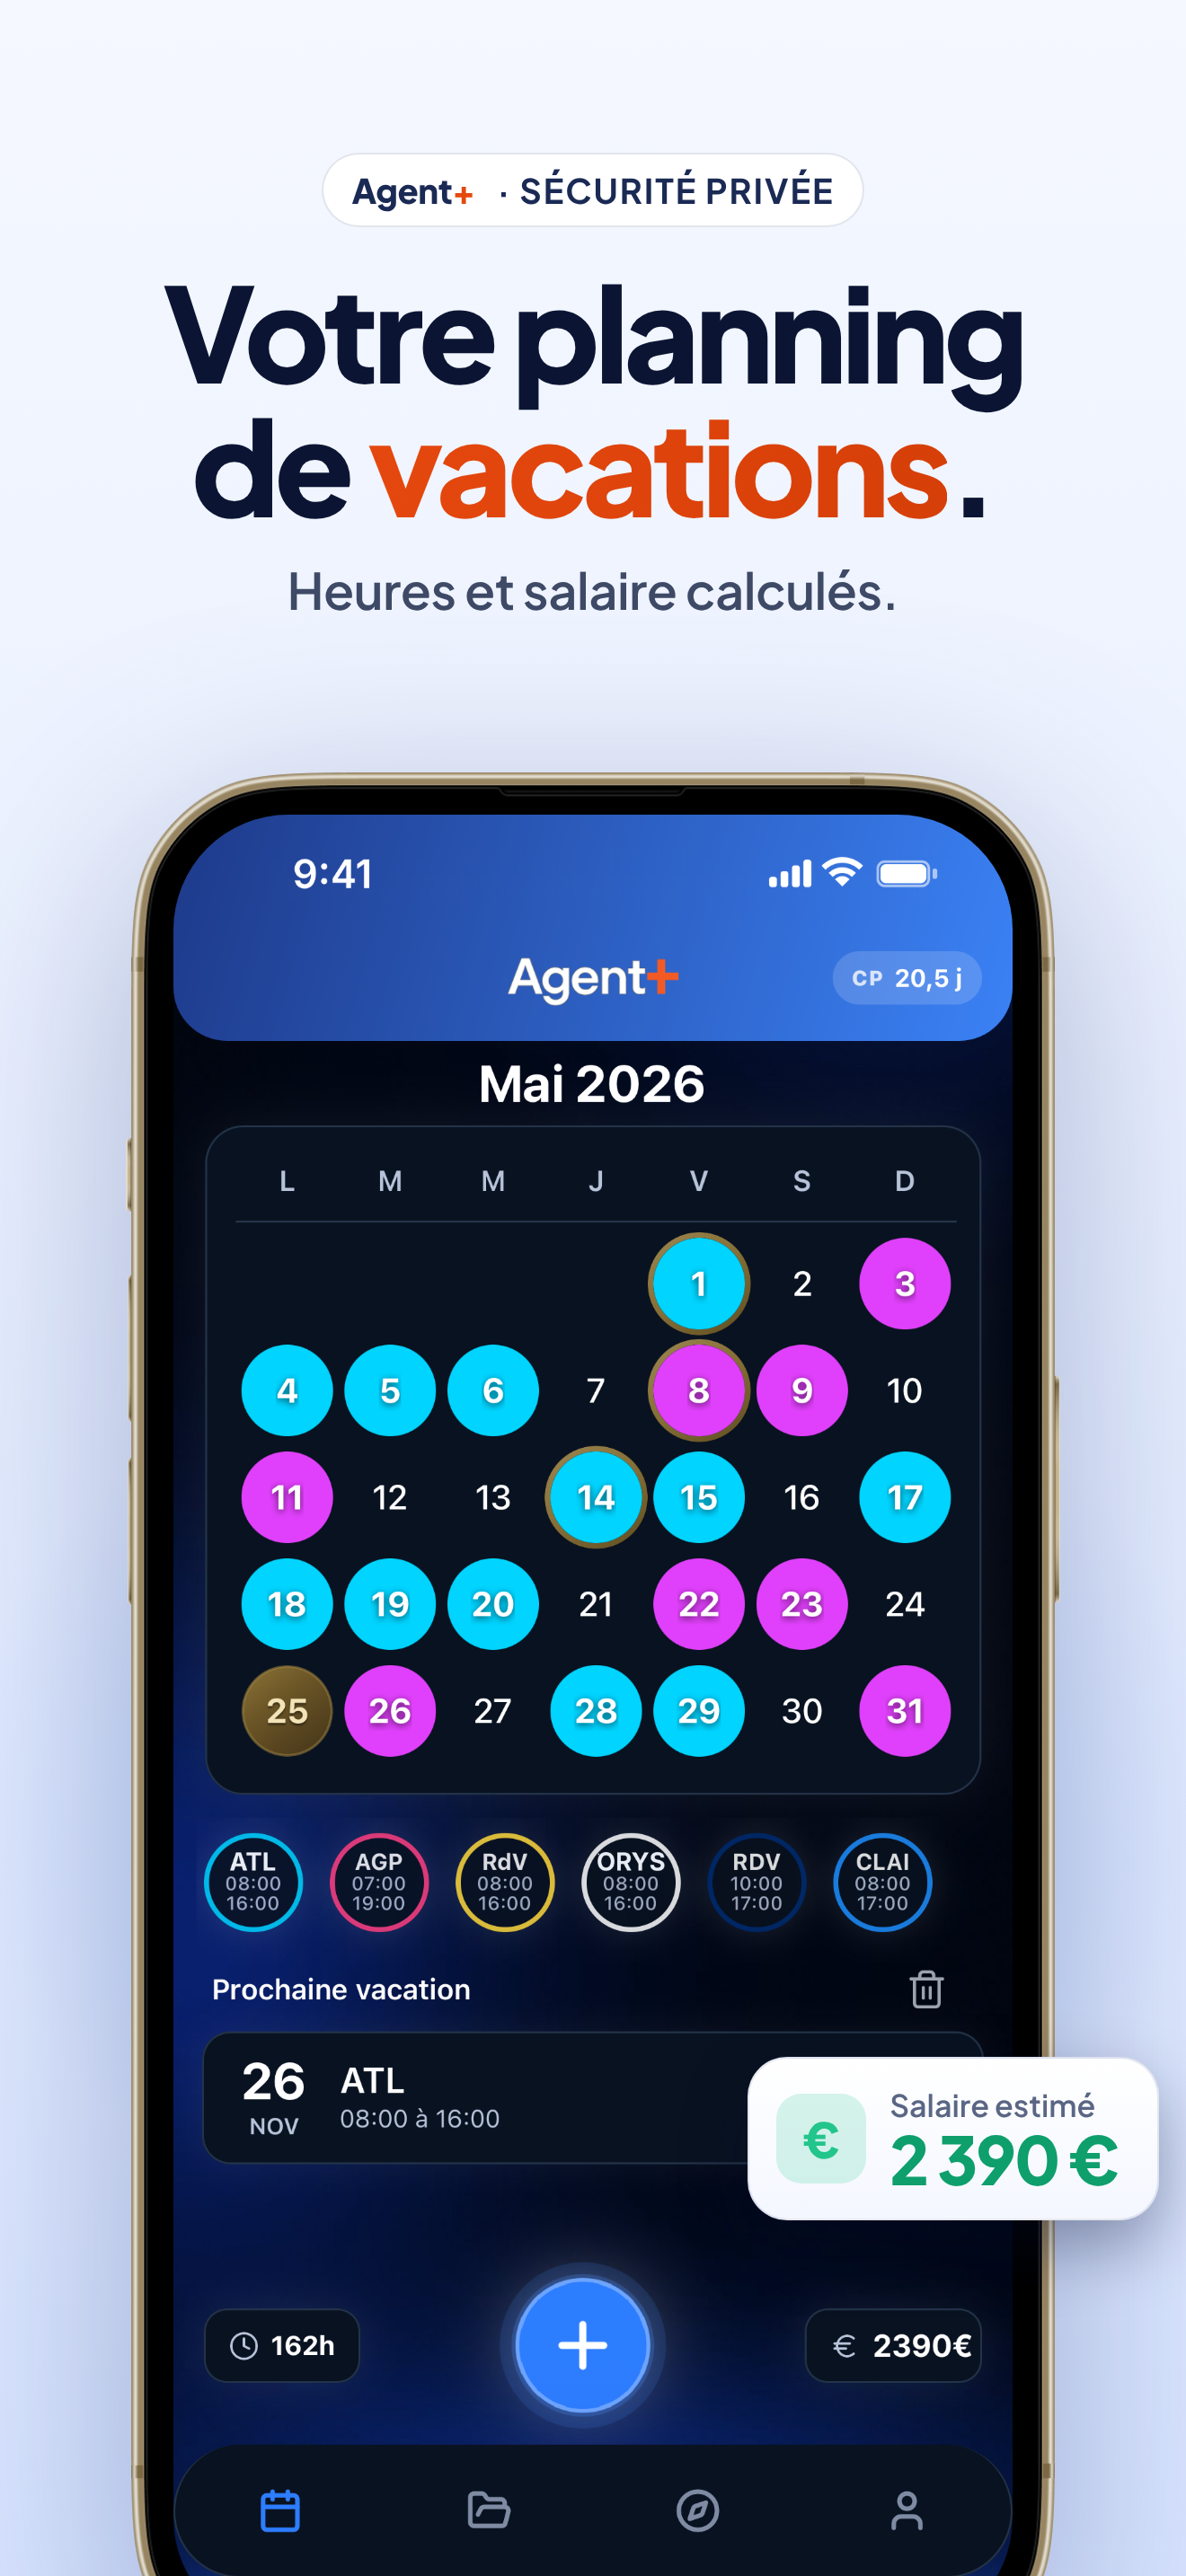 Agent+ · SÉCURITÉ PRIVÉE
Votre planning
de vacations.
Heures et salaire calculés.
9:41
Agent+
CP 20,5 j
Mai 2026
L M M J V S D
1 2 3
4 5 6 7 8 9 10
11 12 13 14 15 16 17
18 19 20 21 22 23 24
25 26 27 28 29 30 31
ATL AGP RdV ORYS RDV CLAI
08:00 07:00 08:00 08:00 10:00 08:00
16:00 19:00 16:00 16:00 17:00 17:00
Prochaine vacation
26 ATL
NOV 08:00 à 16:00
Salaire estimé
€ 2 390 €
162h
€ 2390€